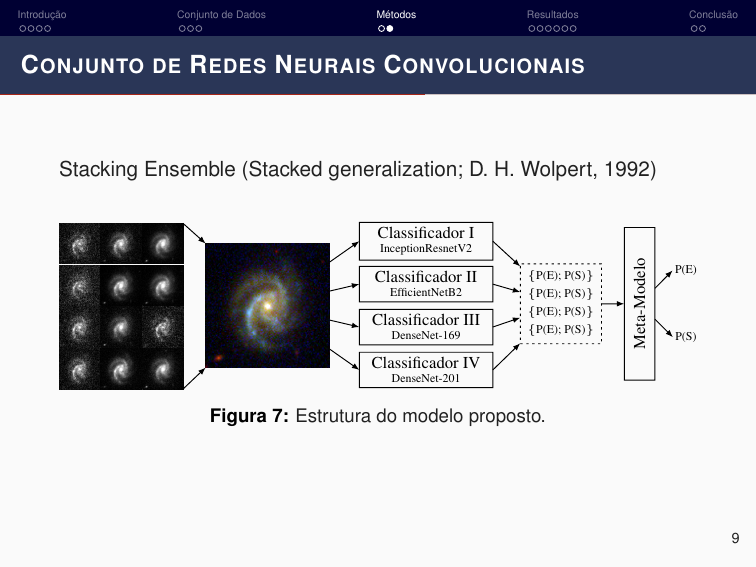 Introdução Conjunto de Dados Métodos Resultados Conclusão
CONJUNTO DE REDES NEURAIS CONVOLUCIONAIS
Stacking Ensemble (Stacked generalization; D. H. Wolpert, 1992)
Classificador I
InceptionResnetV2
Classificador II
EfficientNetB2
Classificador III
DenseNet-169
Classificador IV
DenseNet-201
{P(E); P(S)}
{P(E); P(S)}
{P(E); P(S)}
{P(E); P(S)}
Meta-Modelo
P(E)
P(S)
Figura 7: Estrutura do modelo proposto.
9